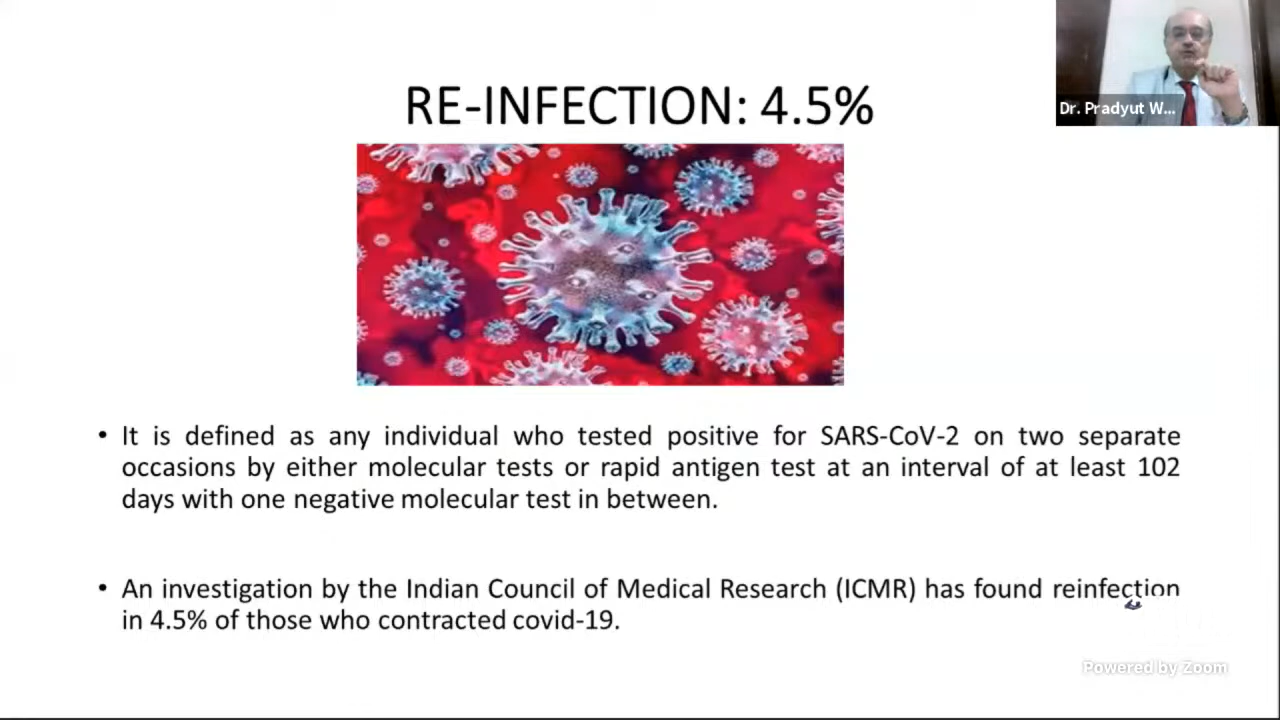 RE-INFECTION: 4.5%
Dr. Pradyut W...
• It is defined as any individual who tested positive for SARS-CoV-2 on two separate
occasions by either molecular tests or rapid antigen test at an interval of at least 102
days with one negative molecular test in between.
• An investigation by the Indian Council of Medical Research (ICMR) has found reinfection
in 4.5% of those who contracted covid-19.
Powered by Zoom